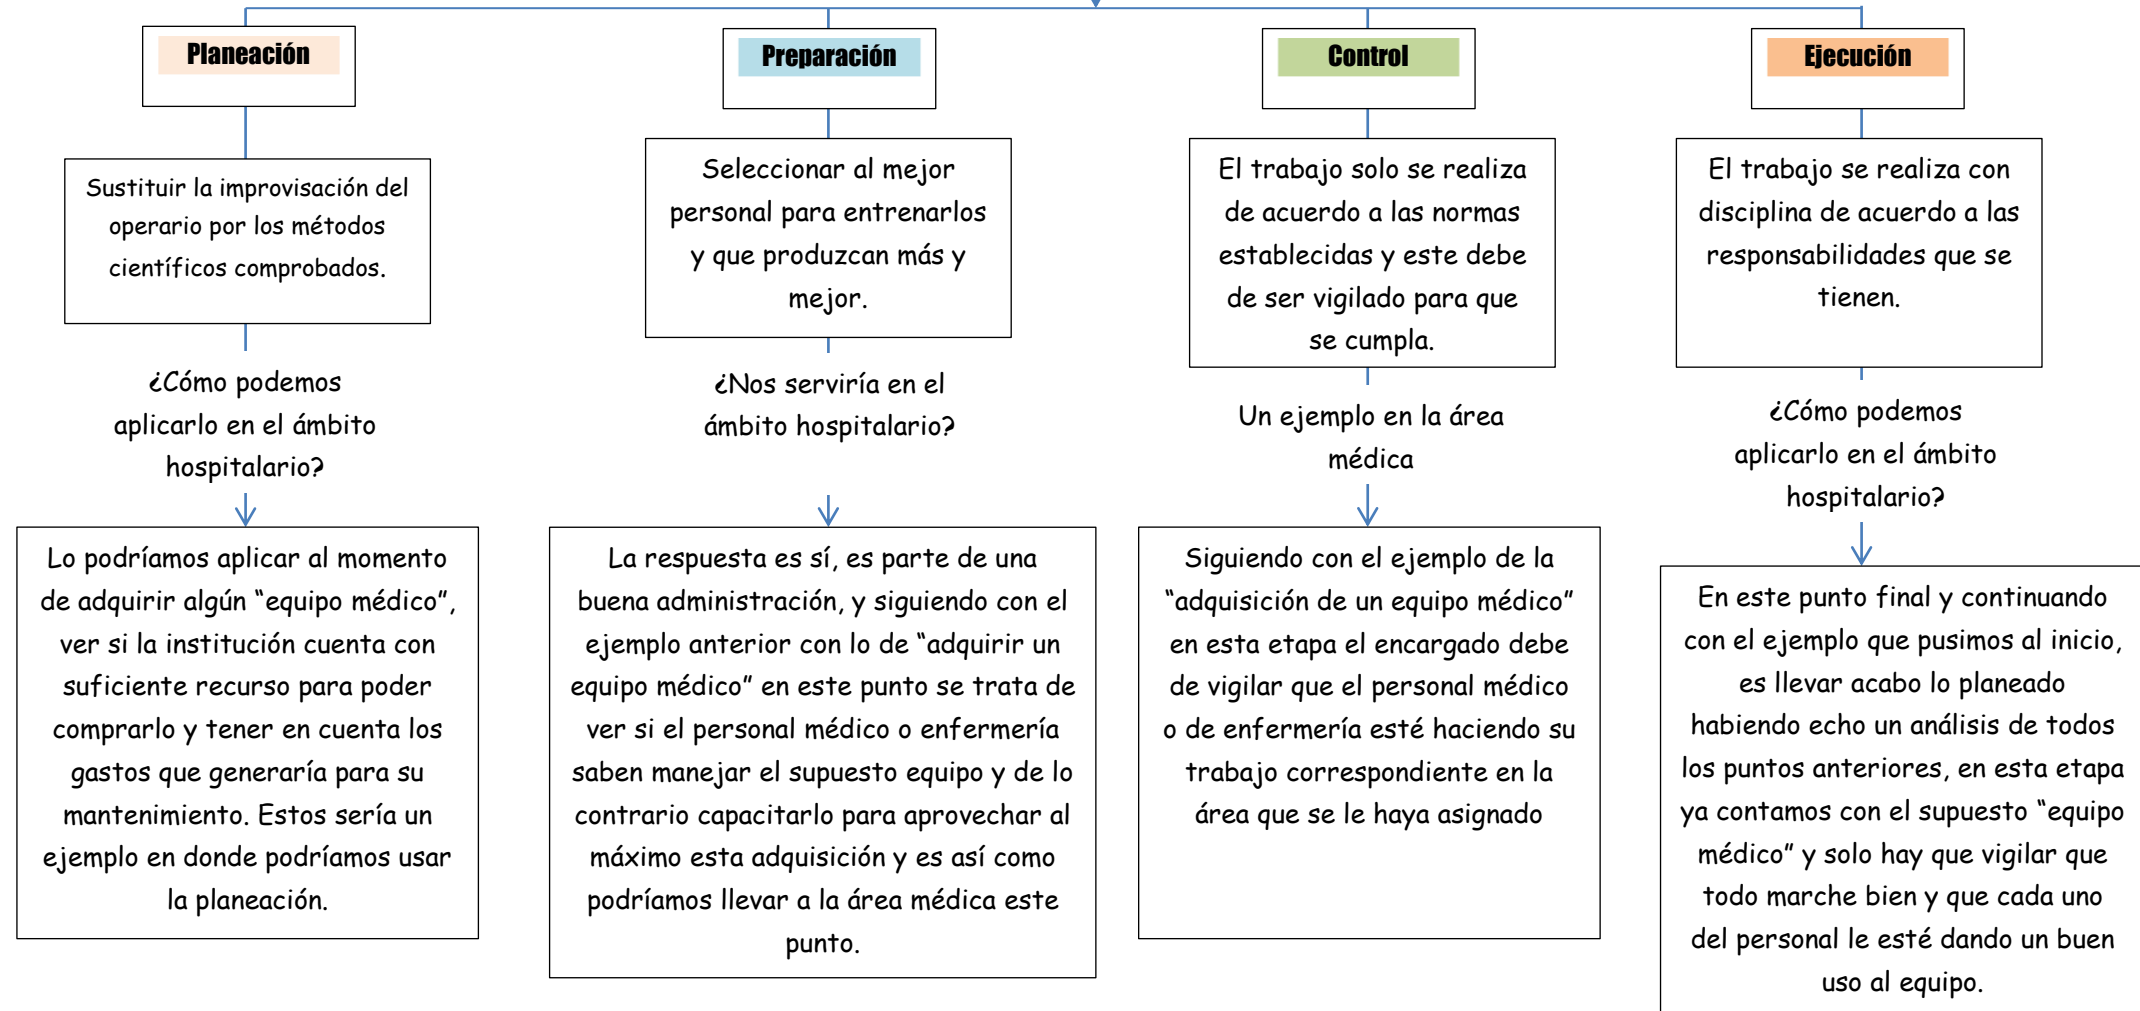 Planeación
Sustituir la improvisación del
operario por los métodos
científicos comprobados.
¿Cómo podemos
aplicarlo en el ámbito
hospitalario?
Lo podríamos aplicar al momento
de adquirir algún “equipo médico”,
ver si la institución cuenta con
suficiente recurso para poder
comprarlo y tener en cuenta los
gastos que generaría para su
mantenimiento. Estos sería un
ejemplo en donde podríamos usar
la planeación.
Preparación
Seleccionar al mejor
personal para entrenarlos
y que produzcan más y
mejor.
¿Nos serviría en el
ámbito hospitalario?
La respuesta es sí, es parte de una
buena administración, y siguiendo con el
ejemplo anterior con lo de “adquirir un
equipo médico” en este punto se trata de
ver si el personal médico o enfermería
saben manejar el supuesto equipo y de lo
contrario capacitarlo para aprovechar al
máximo esta adquisición y es así como
podríamos llevar a la área médica este
punto.
Control
El trabajo solo se realiza
de acuerdo a las normas
establecidas y este debe
de ser vigilado para que
se cumpla.
Un ejemplo en la área
médica
Siguiendo con el ejemplo de la
“adquisición de un equipo médico”
en esta etapa el encargado debe
de vigilar que el personal médico
o de enfermería esté haciendo su
trabajo correspondiente en la
área que se le haya asignado
Ejecución
El trabajo se realiza con
disciplina de acuerdo a las
responsabilidades que se
tienen.
¿Cómo podemos
aplicarlo en el ámbito
hospitalario?
En este punto final y continuando
con el ejemplo que pusimos al inicio,
es llevar acabo lo planeado
habiendo echo un análisis de todos
los puntos anteriores, en esta etapa
ya contamos con el supuesto “equipo
médico” y solo hay que vigilar que
todo marche bien y que cada uno
del personal le esté dando un buen
uso al equipo.